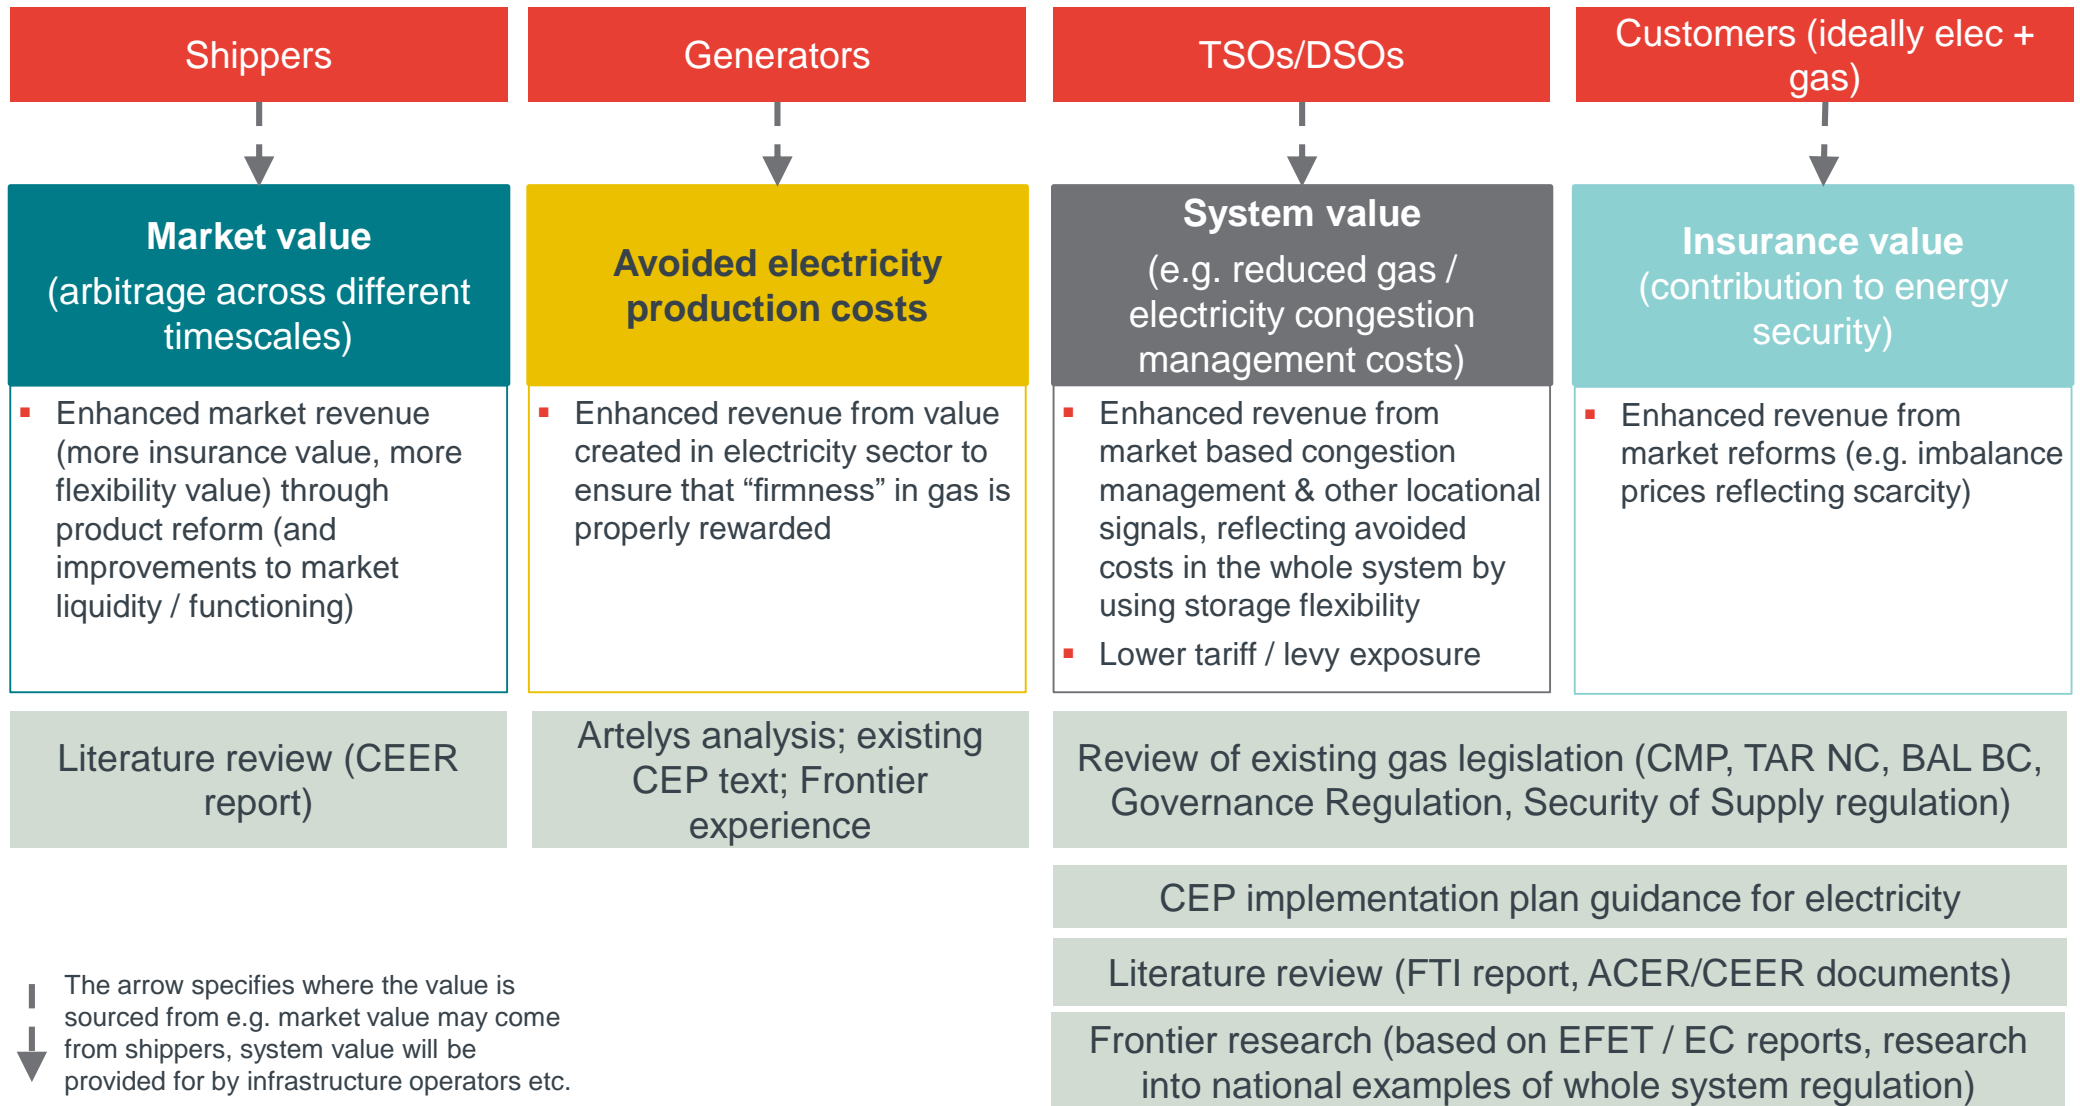 Shippers
Generators
TSOs/DSOs
Customers (ideally elec +
gas)
Market value
(arbitrage across different
timescales)
Avoided electricity
production costs
System value
(e.g. reduced gas /
electricity congestion
management costs)
Insurance value
(contribution to energy
security)
▪ Enhanced market revenue
(more insurance value, more
flexibility value) through
product reform (and
improvements to market
liquidity / functioning)
▪ Enhanced revenue from value
created in electricity sector to
ensure that “firmness” in gas is
properly rewarded
▪ Enhanced revenue from
market based congestion
management & other locational
signals, reflecting avoided
costs in the whole system by
using storage flexibility
▪ Lower tariff / levy exposure
▪ Enhanced revenue from
market reforms (e.g. imbalance
prices reflecting scarcity)
Literature review (CEER
report)
Artelys analysis; existing
CEP text; Frontier
experience
Review of existing gas legislation (CMP, TAR NC, BAL BC,
Governance Regulation, Security of Supply regulation)
CEP implementation plan guidance for electricity
Literature review (FTI report, ACER/CEER documents)
Frontier research (based on EFET / EC reports, research
into national examples of whole system regulation)
The arrow specifies where the value is
sourced from e.g. market value may come
from shippers, system value will be
provided for by infrastructure operators etc.